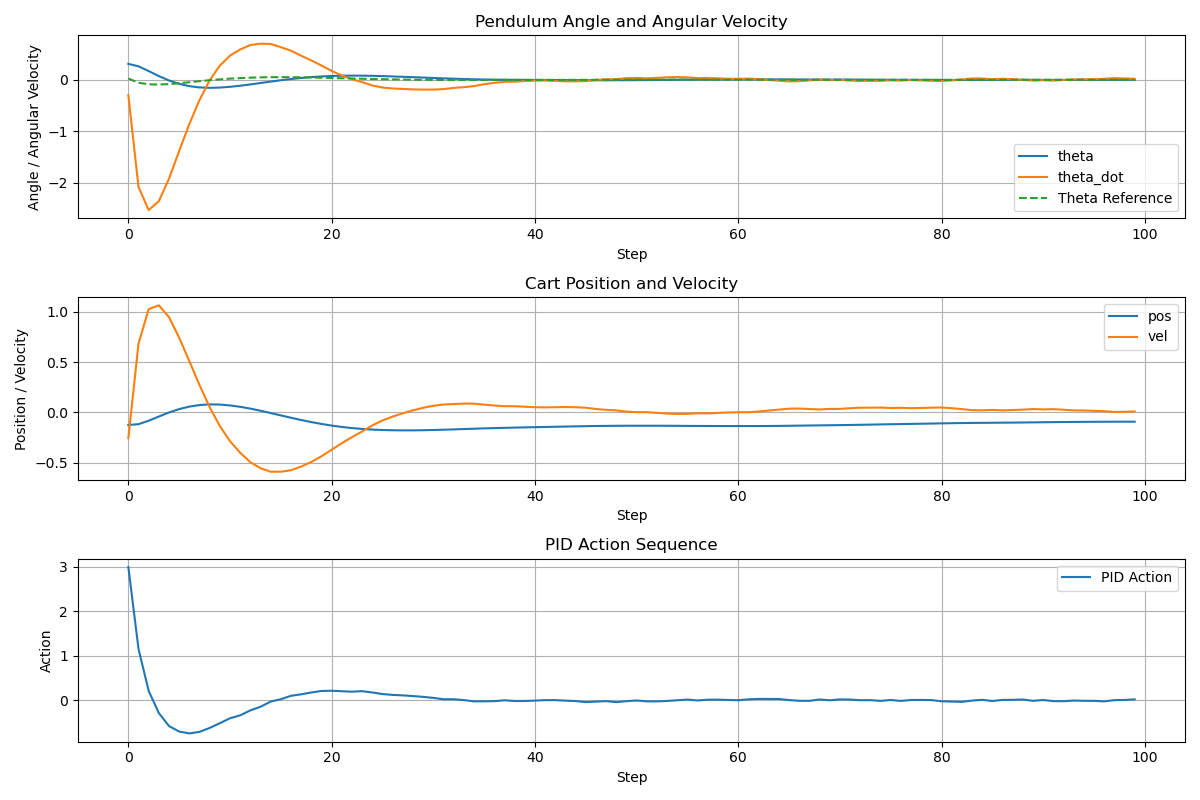 Pendulum Angle and Angular Velocity
Angle / Angular Velocity
0
−1
−2
theta
theta_dot
Theta Reference
0 20 40 60 80 100
Step
Cart Position and Velocity
Position / Velocity
1.0
0.5
0.0
−0.5
pos
vel
0 20 40 60 80 100
Step
PID Action Sequence
Action
3
2
1
0
PID Action
0 20 40 60 80 100
Step